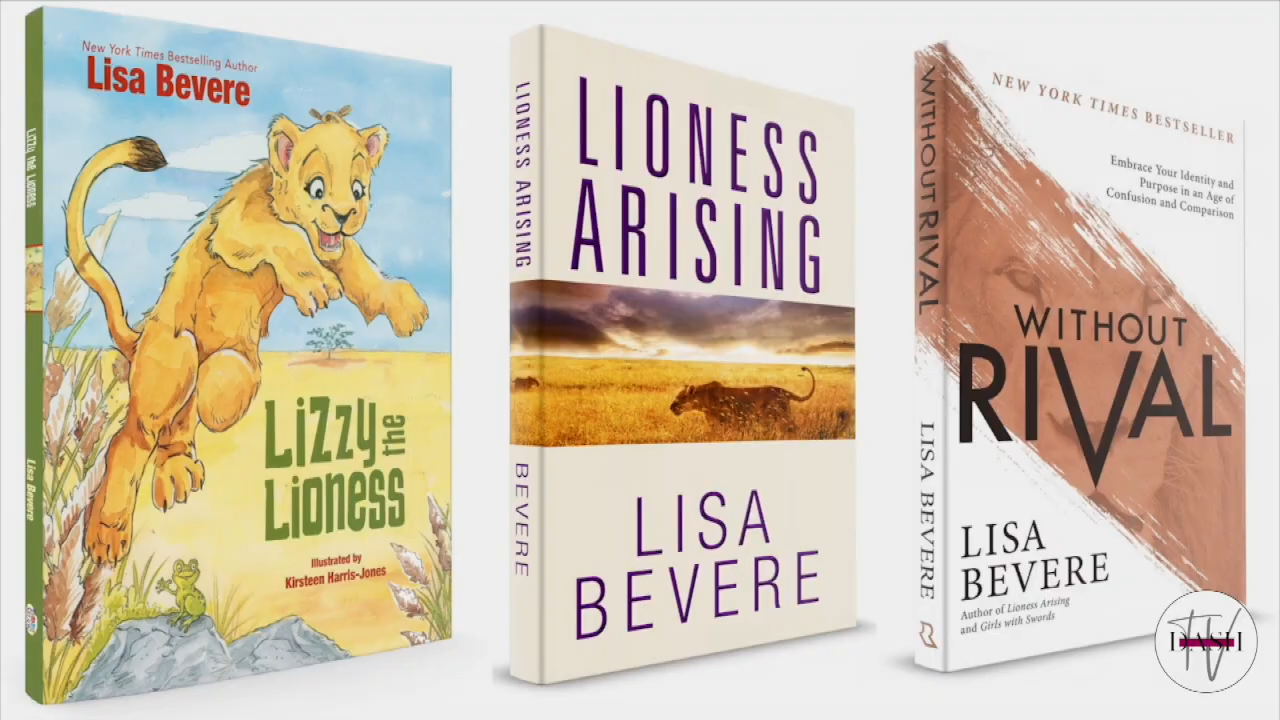 Lizzy the Lioness
Lisa Bevere
New York Times Bestselling Author
Lisa Bevere
Lizzy the
Lioness
Illustrated by
Kirsteen Harris-Jones
LIONESS ARISING
BEVERE
LIONESS
ARISING
LISA
BEVERE
WITHOUT RIVAL
LISA BEVERE
R
NEW YORK TIMES BESTSELLER
Embrace Your Identity and
Purpose in an Age of
Confusion and Comparison
WITHOUT
RIVAL
LISA
BEVERE
Author of Lioness Arising
and Girls with Swords
DASH
TV